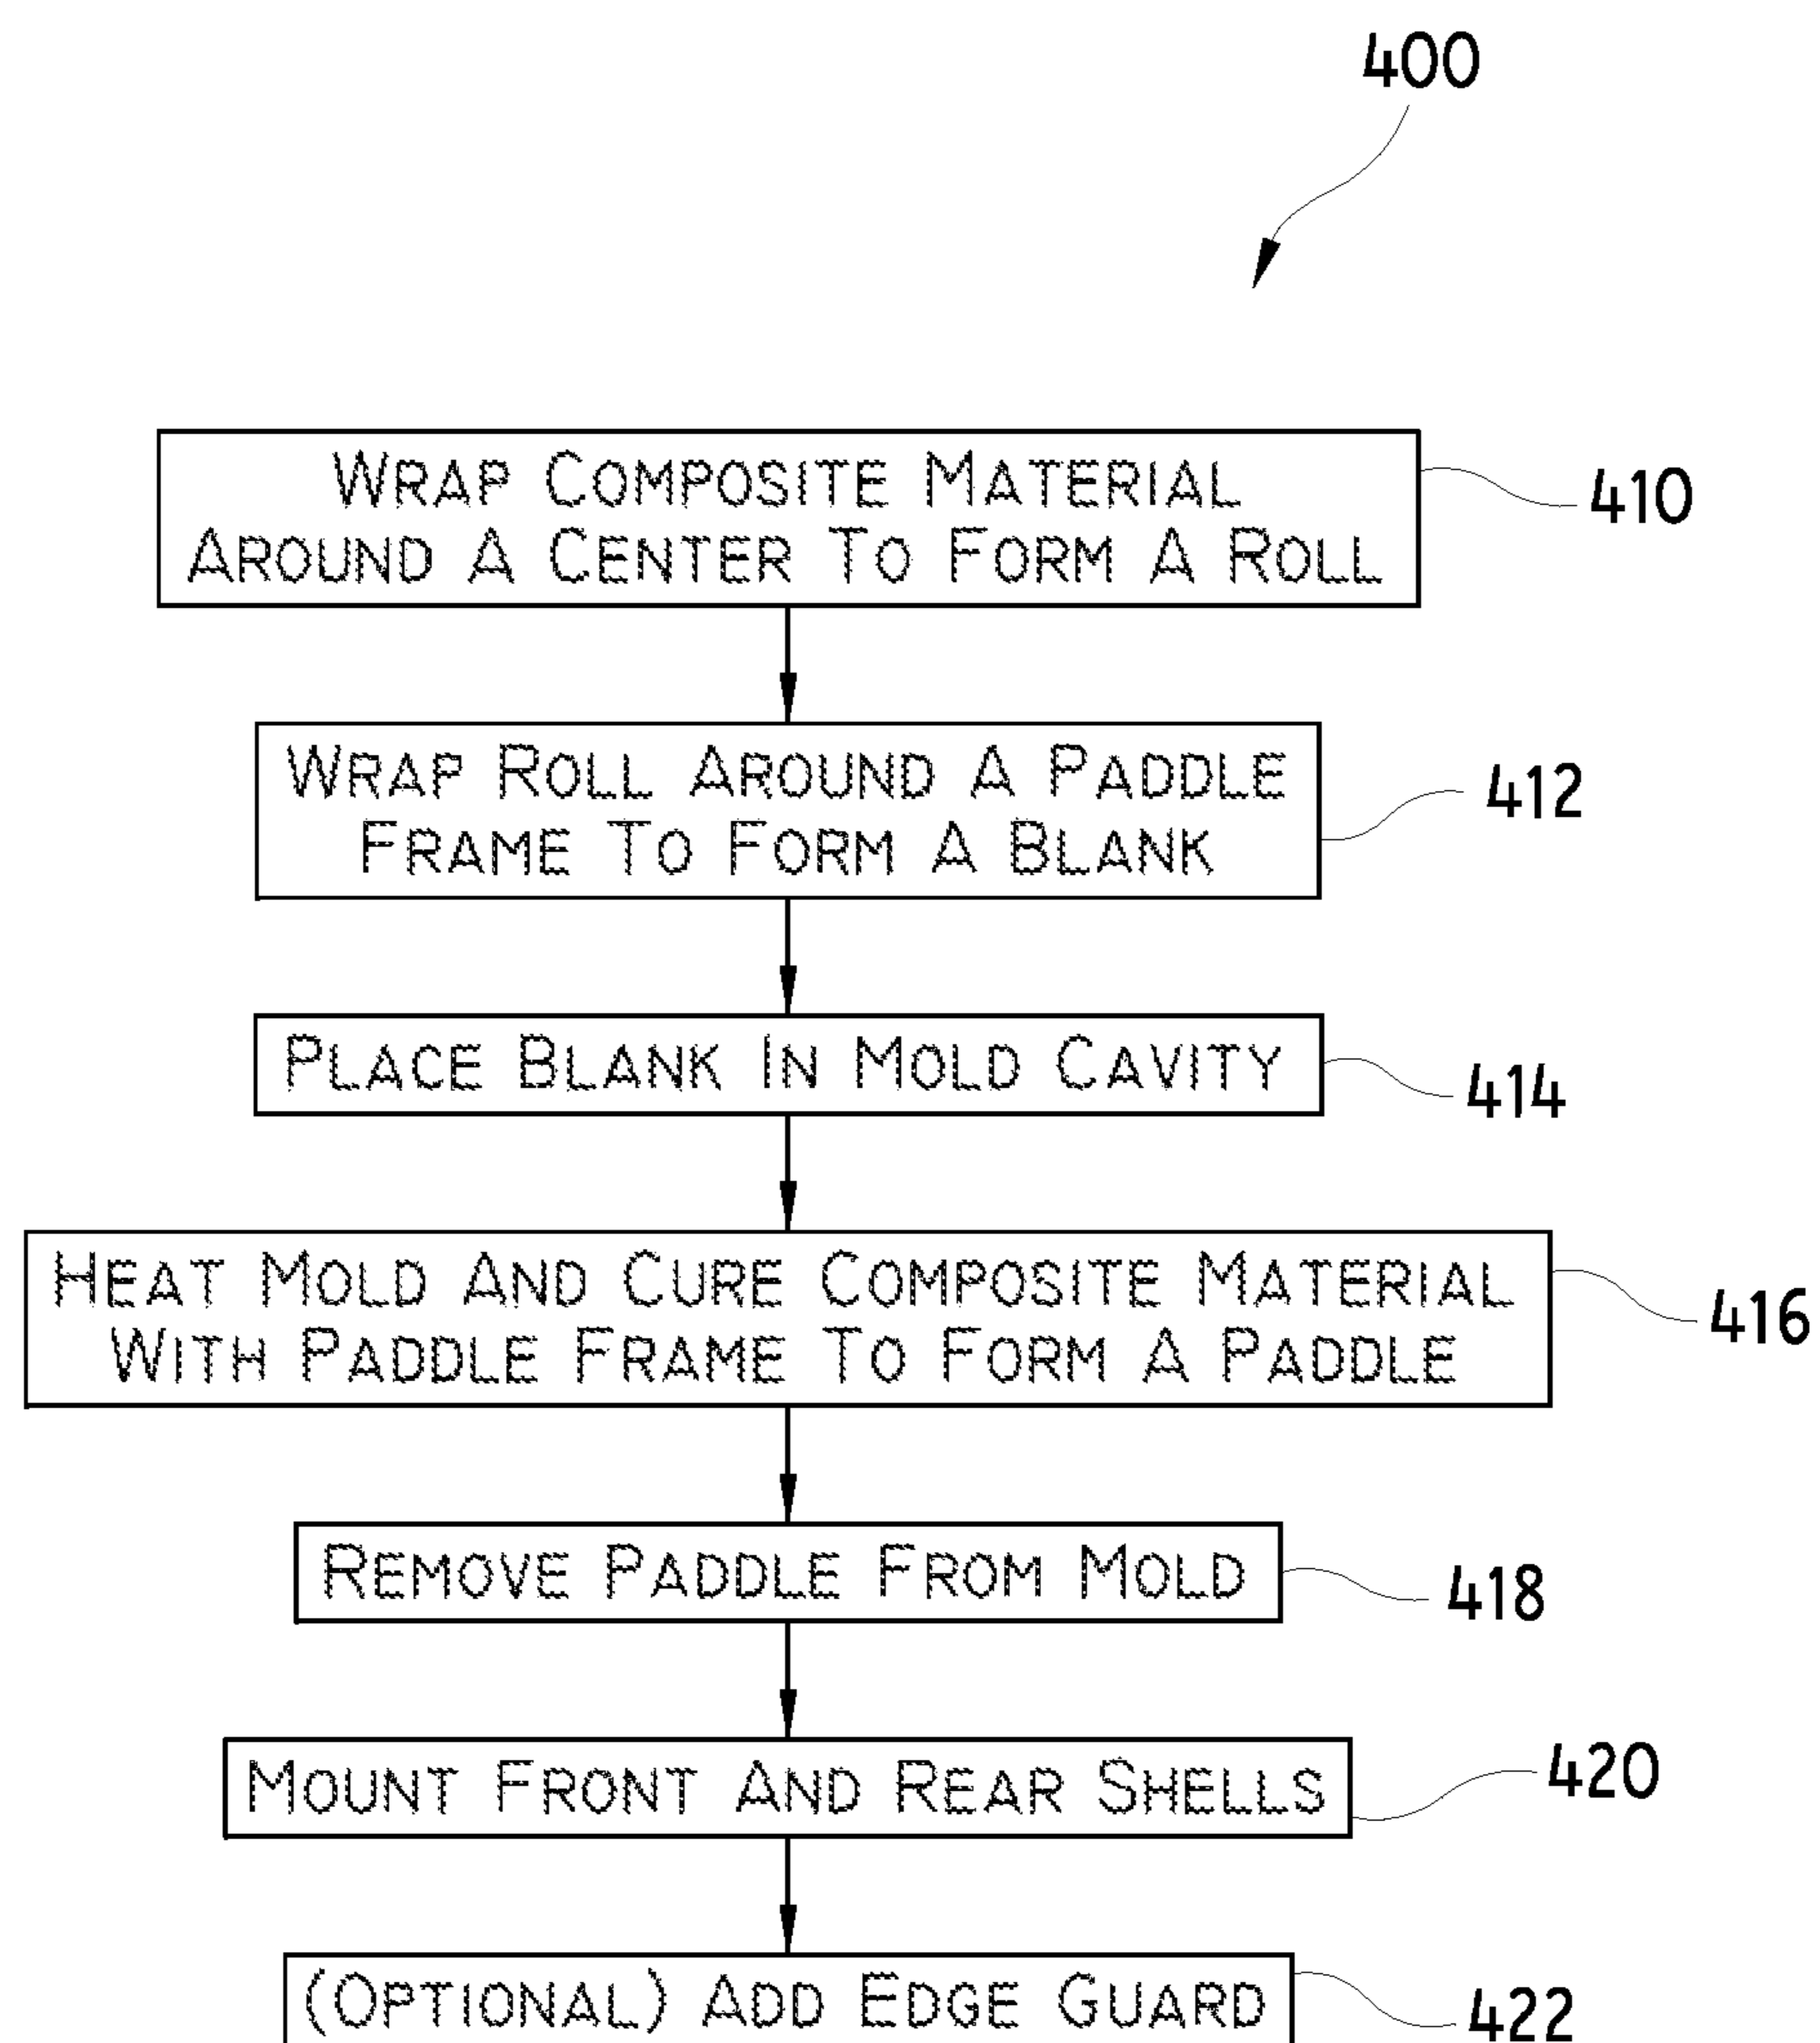 400
Wrap Composite Material
Around A Center To Form A Roll
410
Wrap Roll Around A Paddle
Frame To Form A Blank
412
Place Blank In Mold Cavity
414
Heat Mold And Cure Composite Material
With Paddle Frame To Form A Paddle
416
Remove Paddle From Mold
418
Mount Front And Rear Shells
420
(Optional) Add Edge Guard
422